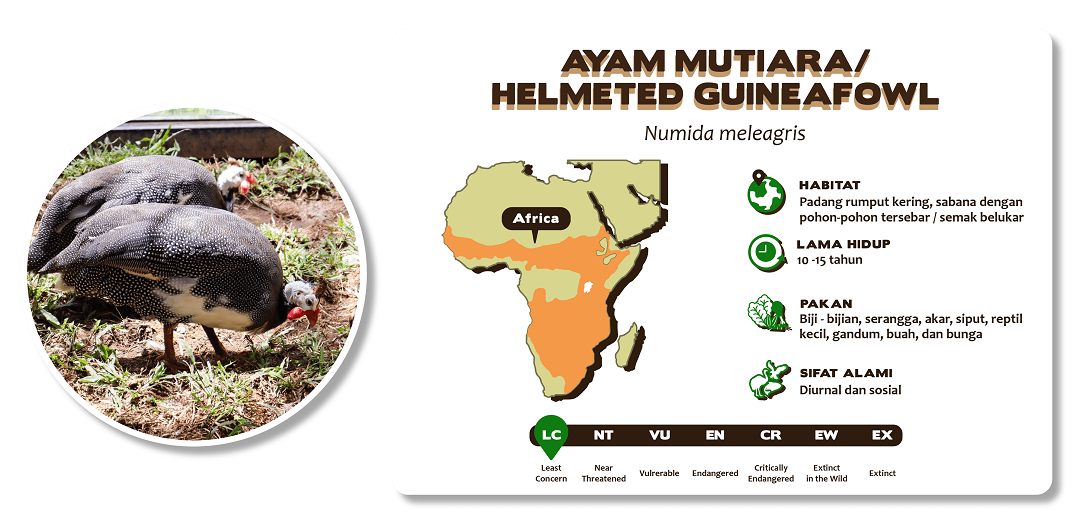 AYAM MUTIARA/
HELMETED GUINEAFOWL
Numida meleagris
Africa
HABITAT
Padang rumput kering, sabana dengan
pohon-pohon tersebar / semak belukar
LAMA HIDUP
10 -15 tahun
PAKAN
Biji - bijian, serangga, akar, siput, reptil
kecil, gandum, buah, dan bunga
SIFAT ALAMI
Diurnal dan sosial
LC NT VU EN CR EW EX
Least Concern Near Threatened Vulrerable Endangered Critically Endangered Extinct in the Wild Extinct